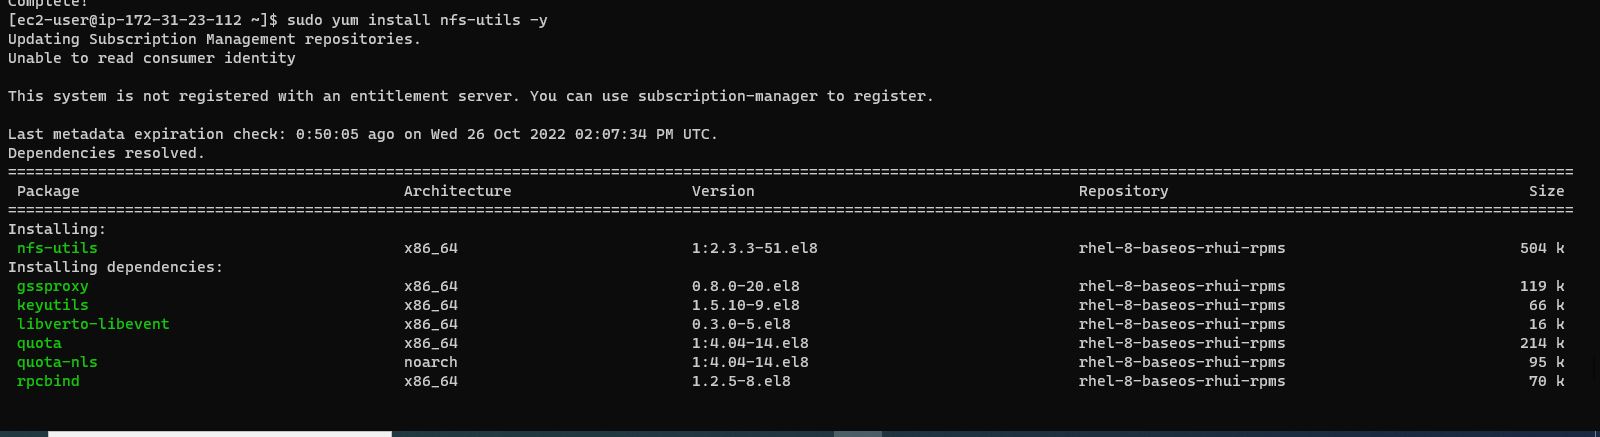 Complete!
[ec2-user@ip-172-31-23-112 ~]$ sudo yum install nfs-utils -y
Updating Subscription Management repositories.
Unable to read consumer identity
This system is not registered with an entitlement server. You can use subscription-manager to register.
Last metadata expiration check: 0:50:05 ago on Wed 26 Oct 2022 02:07:34 PM UTC.
Dependencies resolved.
================================================================================
Package Architecture Version Repository Size
================================================================================
Installing:
nfs-utils x86_64 1:2.3.3-51.el8 rhel-8-baseos-rhui-rpms 504 k
Installing dependencies:
gssproxy x86_64 0.8.0-20.el8 rhel-8-baseos-rhui-rpms 119 k
keyutils x86_64 1.5.10-9.el8 rhel-8-baseos-rhui-rpms 66 k
libverto-libevent x86_64 0.3.0-5.el8 rhel-8-baseos-rhui-rpms 16 k
quota x86_64 1:4.04-14.el8 rhel-8-baseos-rhui-rpms 214 k
quota-nls noarch 1:4.04-14.el8 rhel-8-baseos-rhui-rpms 95 k
rpcbind x86_64 1.2.5-8.el8 rhel-8-baseos-rhui-rpms 70 k